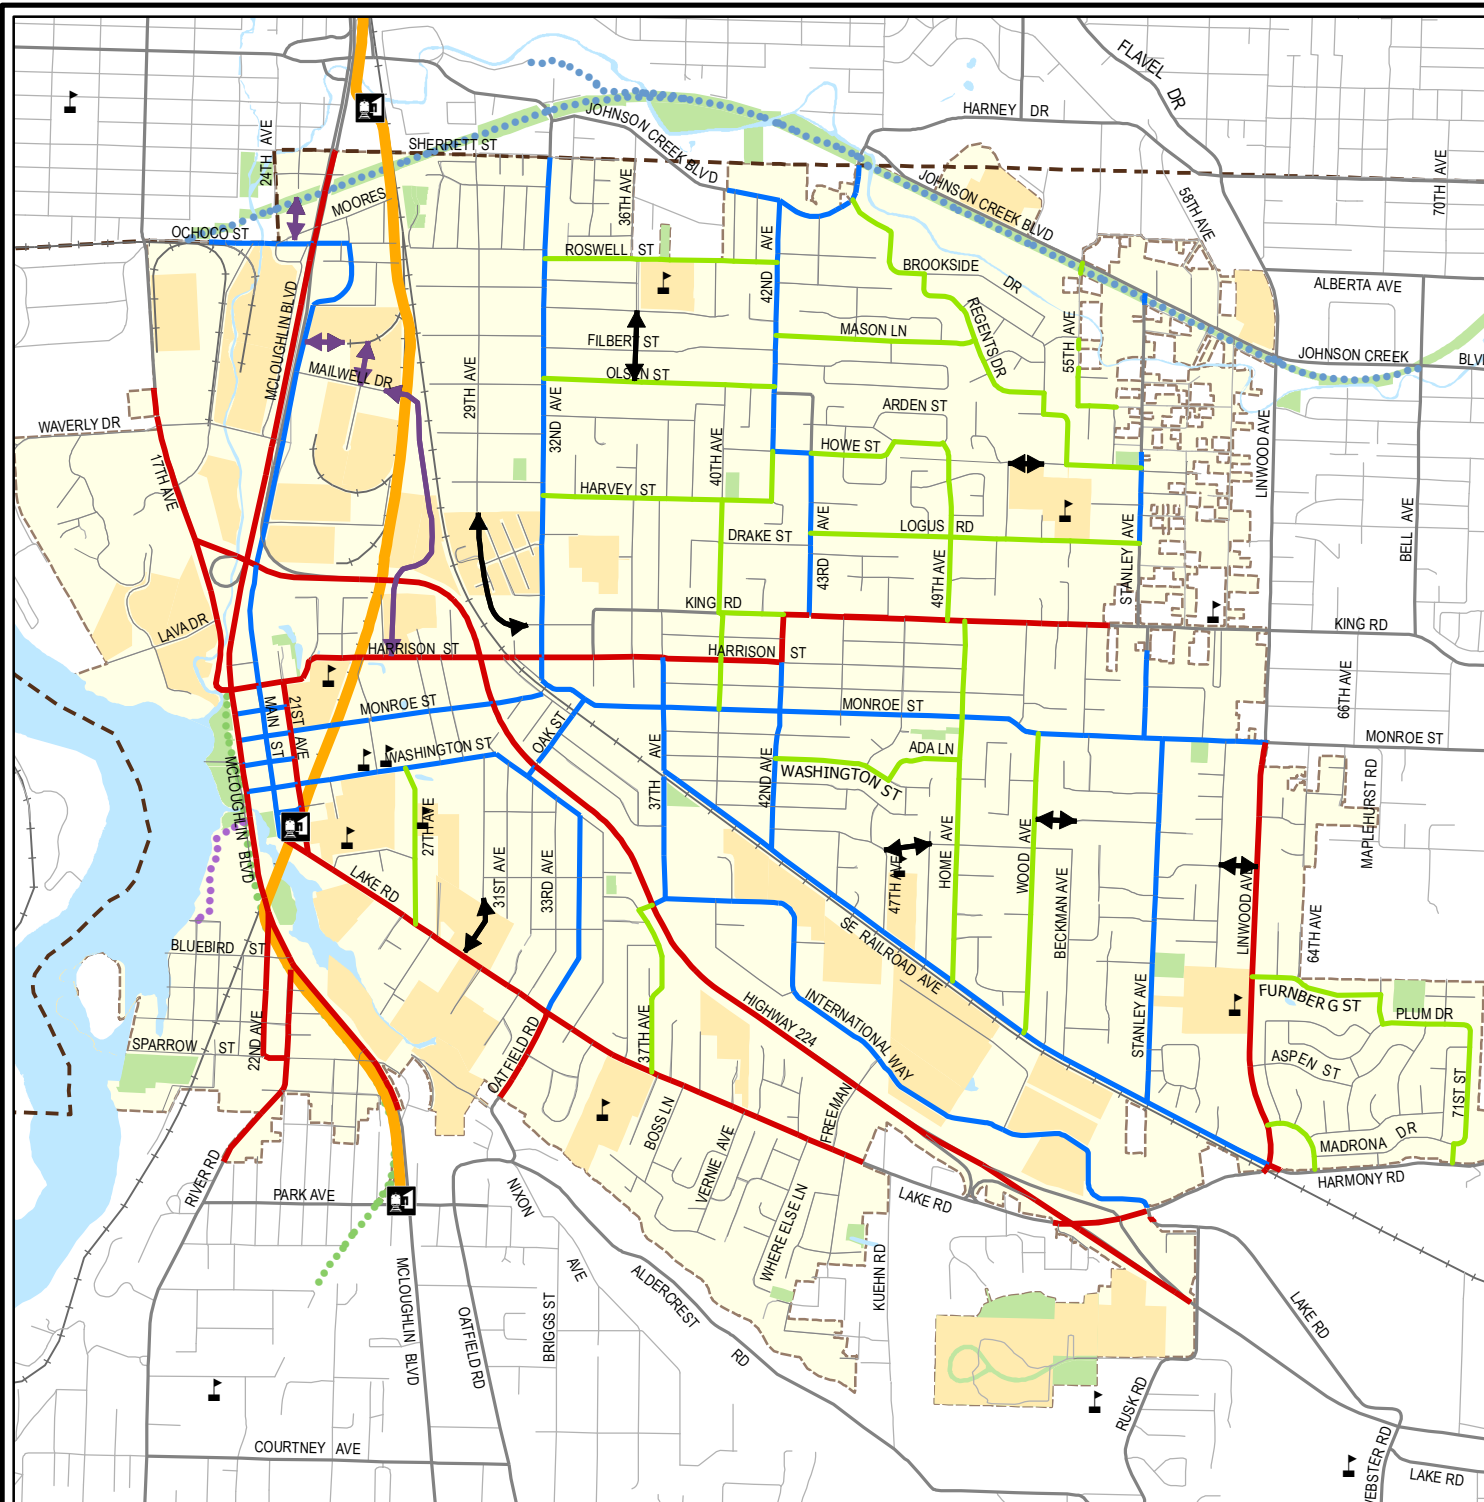 FLAVEL DR
HARNEY DR
JOHNSON CREEK BLVD
SHERRETT ST
24TH AVE
MOORES
OCHOCO ST
36TH AVE
70TH AVE
58TH AVE
JOHNSON CREEK BLVD
ROSWELL ST
42ND AVE
BROOKSIDE DR
ALBERTA AVE
MCLOUGHLIN BLVD
REGENTS DR
MASON LN
55TH AVE
FILBERT ST
JOHNSON CREEK BLV
MAILWELL DR
OLSEN ST
29TH AVE
32ND AVE
ARDEN ST
WAVERLY DR
HOWE ST
40TH AVE
LINWOOD AVE
17TH AVE
HARVEY ST
LOGUS RD
DRAKE ST
43RD AVE
STANLEY AVE
BELL AVE
49TH AVE
KING RD
KING RD
LAVA DR
HARRISON ST
HARRISON ST
66TH AVE
MAIN ST
21ST AVE
MONROE ST
MONROE ST
MONROE ST
OAK ST
WASHINGTON ST
ADA LN
WASHINGTON ST
37TH AVE
42ND AVE
MAPLEHURST RD
MCLOUGHLIN BLVD
27TH AVE
LAKE RD
31ST AVE
33RD AVE
47TH AVE
HOME AVE
WOOD AVE
BECKMAN AVE
LINWOOD AVE
64TH AVE
BLUEBIRD ST
SE RAILROAD AVE
FURNBERG ST
PLUM DR
INTERNATIONAL WAY
HIGHWAY 224
STANLEY AVE
22ND AVE
SPARROW ST
37TH AVE
OATFIELD RD
ASPEN ST
71ST ST
BOSS LN
FREEMAN
VERNIE AVE
MADRONA DR
HARMONY RD
RIVER RD
PARK AVE
NIXON AVE
LAKE RD
WHERE ELSE LN
KUEHN RD
MCLOUGHLIN BLVD
OATFIELD RD
BRIGGS ST
ALDERCREST RD
LAKE RD
RUSK RD
COURTNEY AVE
WEBSTER RD
LAKE RD